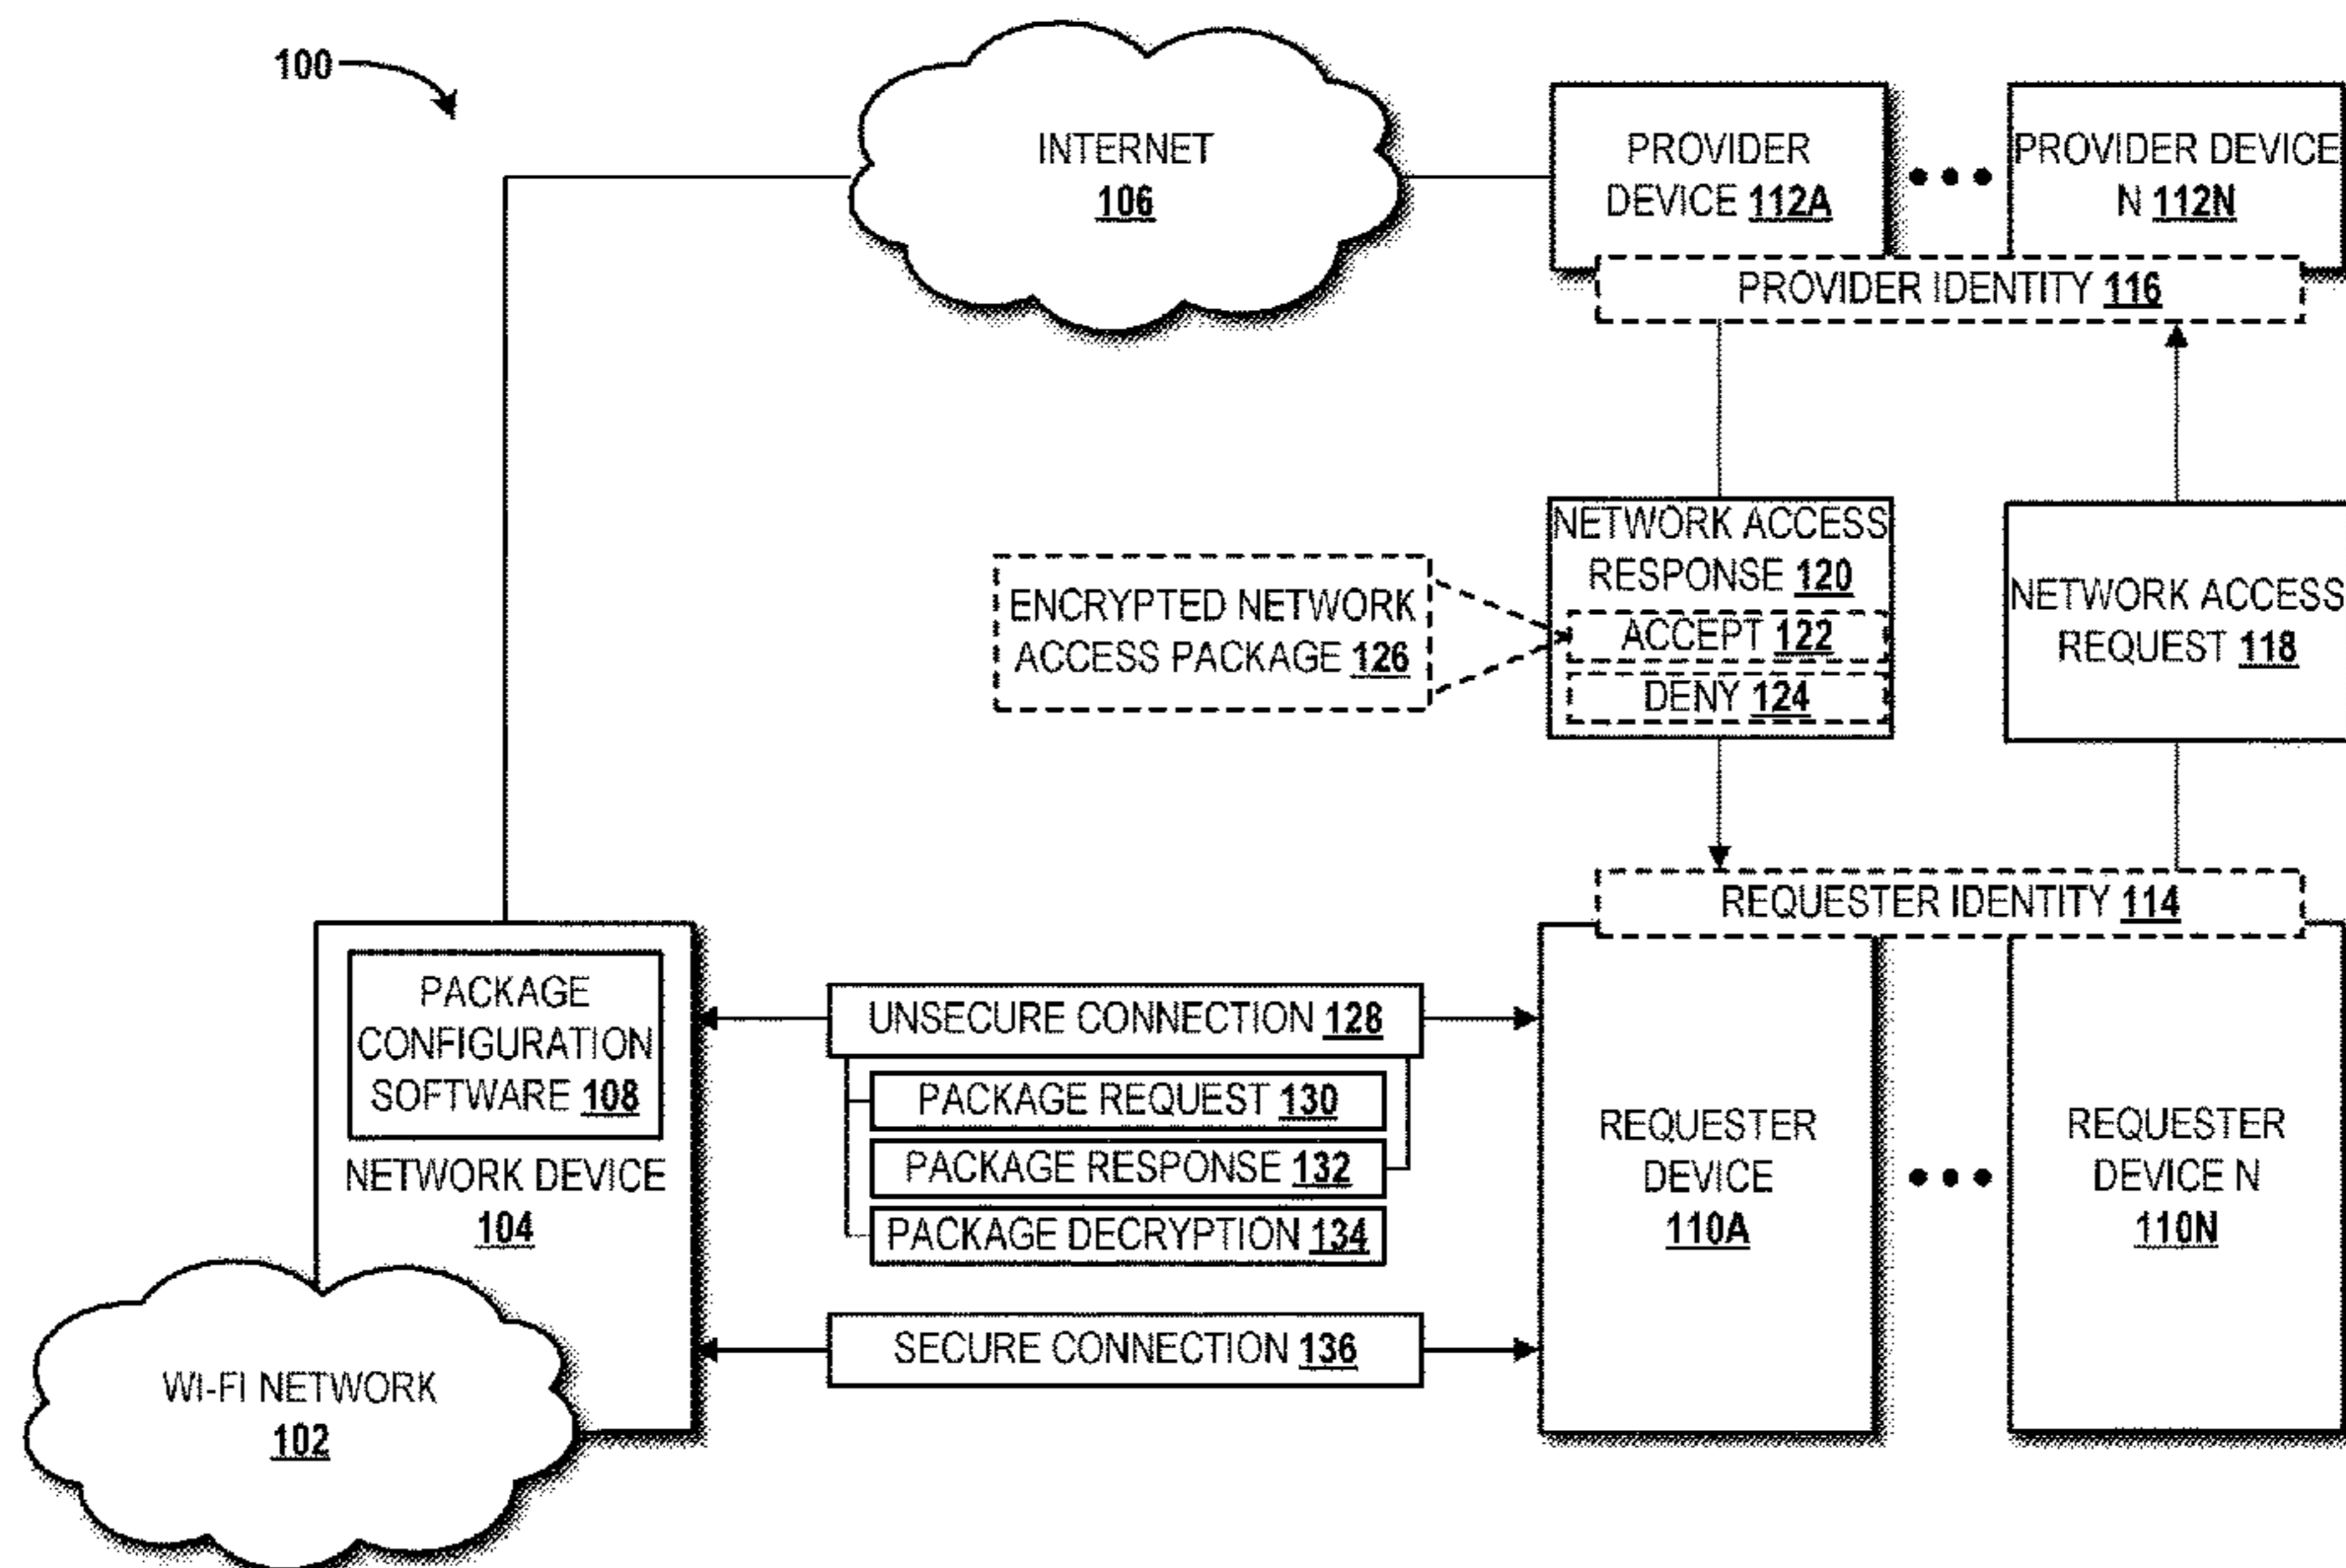 100
INTERNET
106
PROVIDER
DEVICE 112A
PROVIDER DEVICE
N 112N
PROVIDER IDENTITY 116
NETWORK ACCESS
RESPONSE 120
ACCEPT 122
DENY 124
ENCRYPTED NETWORK
ACCESS PACKAGE 126
NETWORK ACCESS
REQUEST 118
REQUESTER IDENTITY 114
PACKAGE
CONFIGURATION
SOFTWARE 108
NETWORK DEVICE
104
UNSECURE CONNECTION 128
PACKAGE REQUEST 130
PACKAGE RESPONSE 132
PACKAGE DECRYPTION 134
SECURE CONNECTION 136
REQUESTER
DEVICE
110A
REQUESTER
DEVICE N
110N
WI-FI NETWORK
102